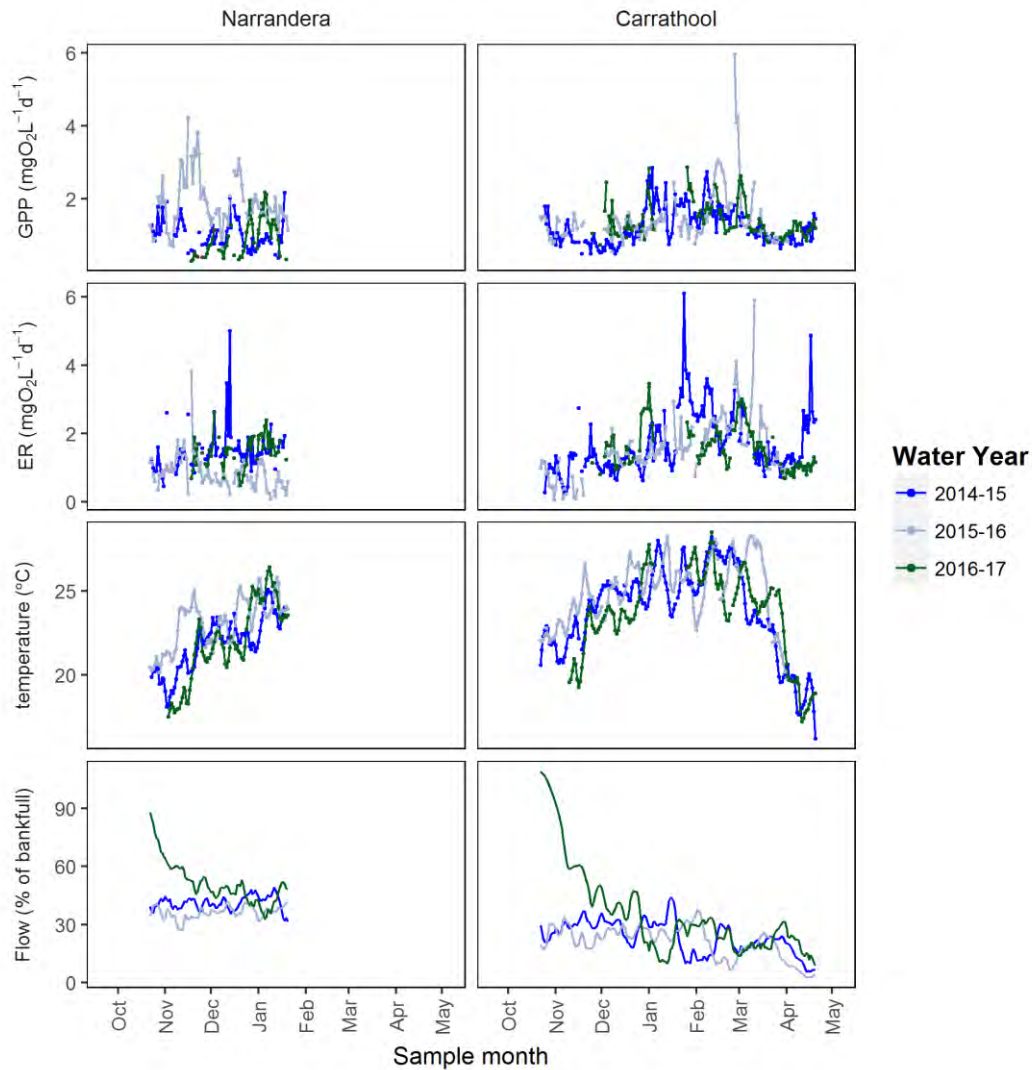 Narrandera Carrathool
GPP (mgO₂L⁻¹d⁻¹)
6
4
2
ER (mgO₂L⁻¹d⁻¹)
6
4
2
0
temperature (°C)
25
20
Flow (% of bankfull)
90
60
30
0
Oct Nov Dec Jan Feb Mar Apr May
Oct Nov Dec Jan Feb Mar Apr May
Sample month
Water Year
2014-15
2015-16
2016-17